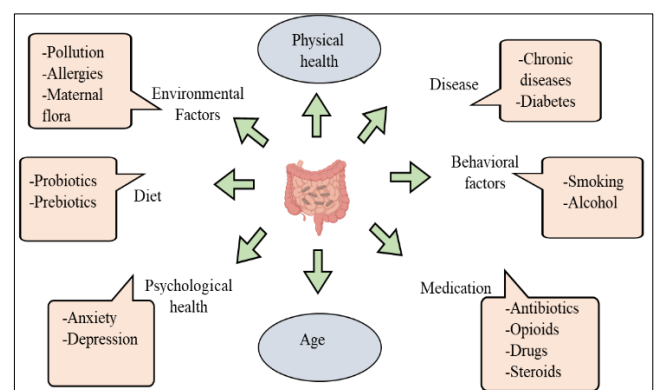 Physical
health
-Pollution
-Allergies
-Maternal
flora
Environmental
Factors
Disease
-Chronic
diseases
-Diabetes
-Probiotics
-Prebiotics
Diet
Behavioral
factors
-Smoking
-Alcohol
Psychological
health
-Anxiety
-Depression
Age
Medication
-Antibiotics
-Opioids
-Drugs
-Steroids